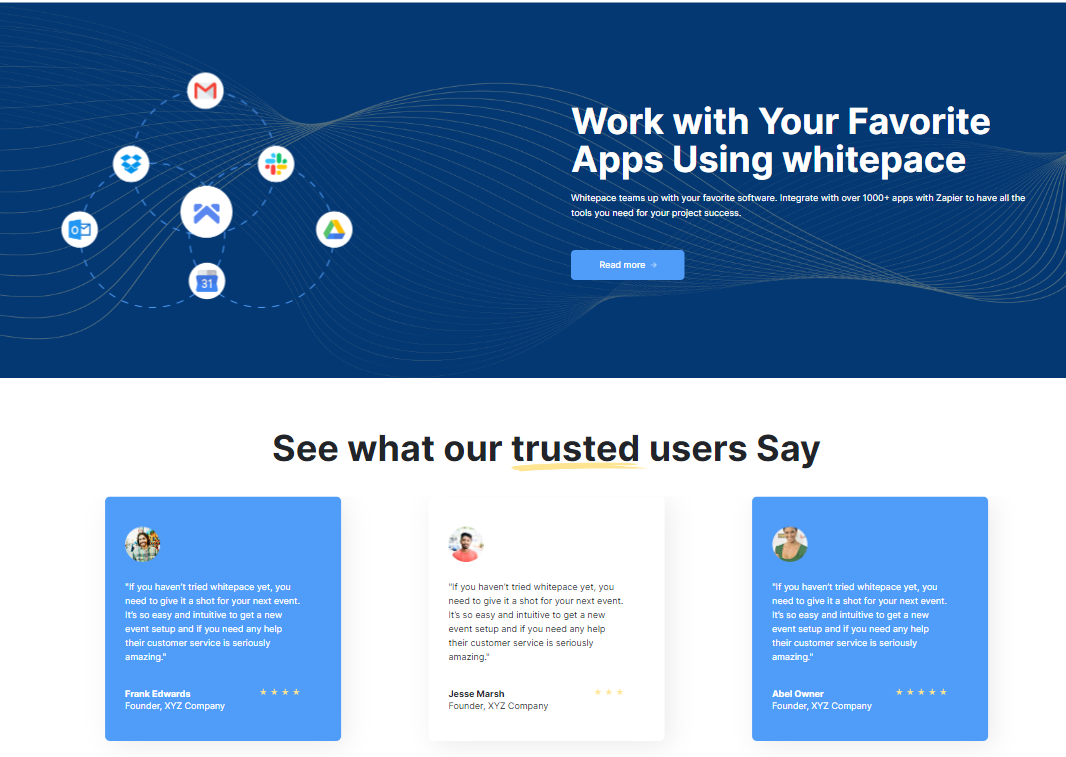 Work with Your Favorite
Apps Using whitepace
Whitepace teams up with your favorite software. Integrate with over 1000+ apps with Zapier to have all the
tools you need for your project success.
Read more →
31
See what our trusted users Say
"If you haven't tried whitepace yet, you
need to give it a shot for your next event.
It's so easy and intuitive to get a new
event setup and if you need any help
their customer service is seriously
amazing."
Frank Edwards
Founder, XYZ Company
"If you haven't tried whitepace yet, you
need to give it a shot for your next event.
It's so easy and intuitive to get a new
event setup and if you need any help
their customer service is seriously
amazing."
Jesse Marsh
Founder, XYZ Company
"If you haven't tried whitepace yet, you
need to give it a shot for your next event.
It's so easy and intuitive to get a new
event setup and if you need any help
their customer service is seriously
amazing."
Abel Owner
Founder, XYZ Company